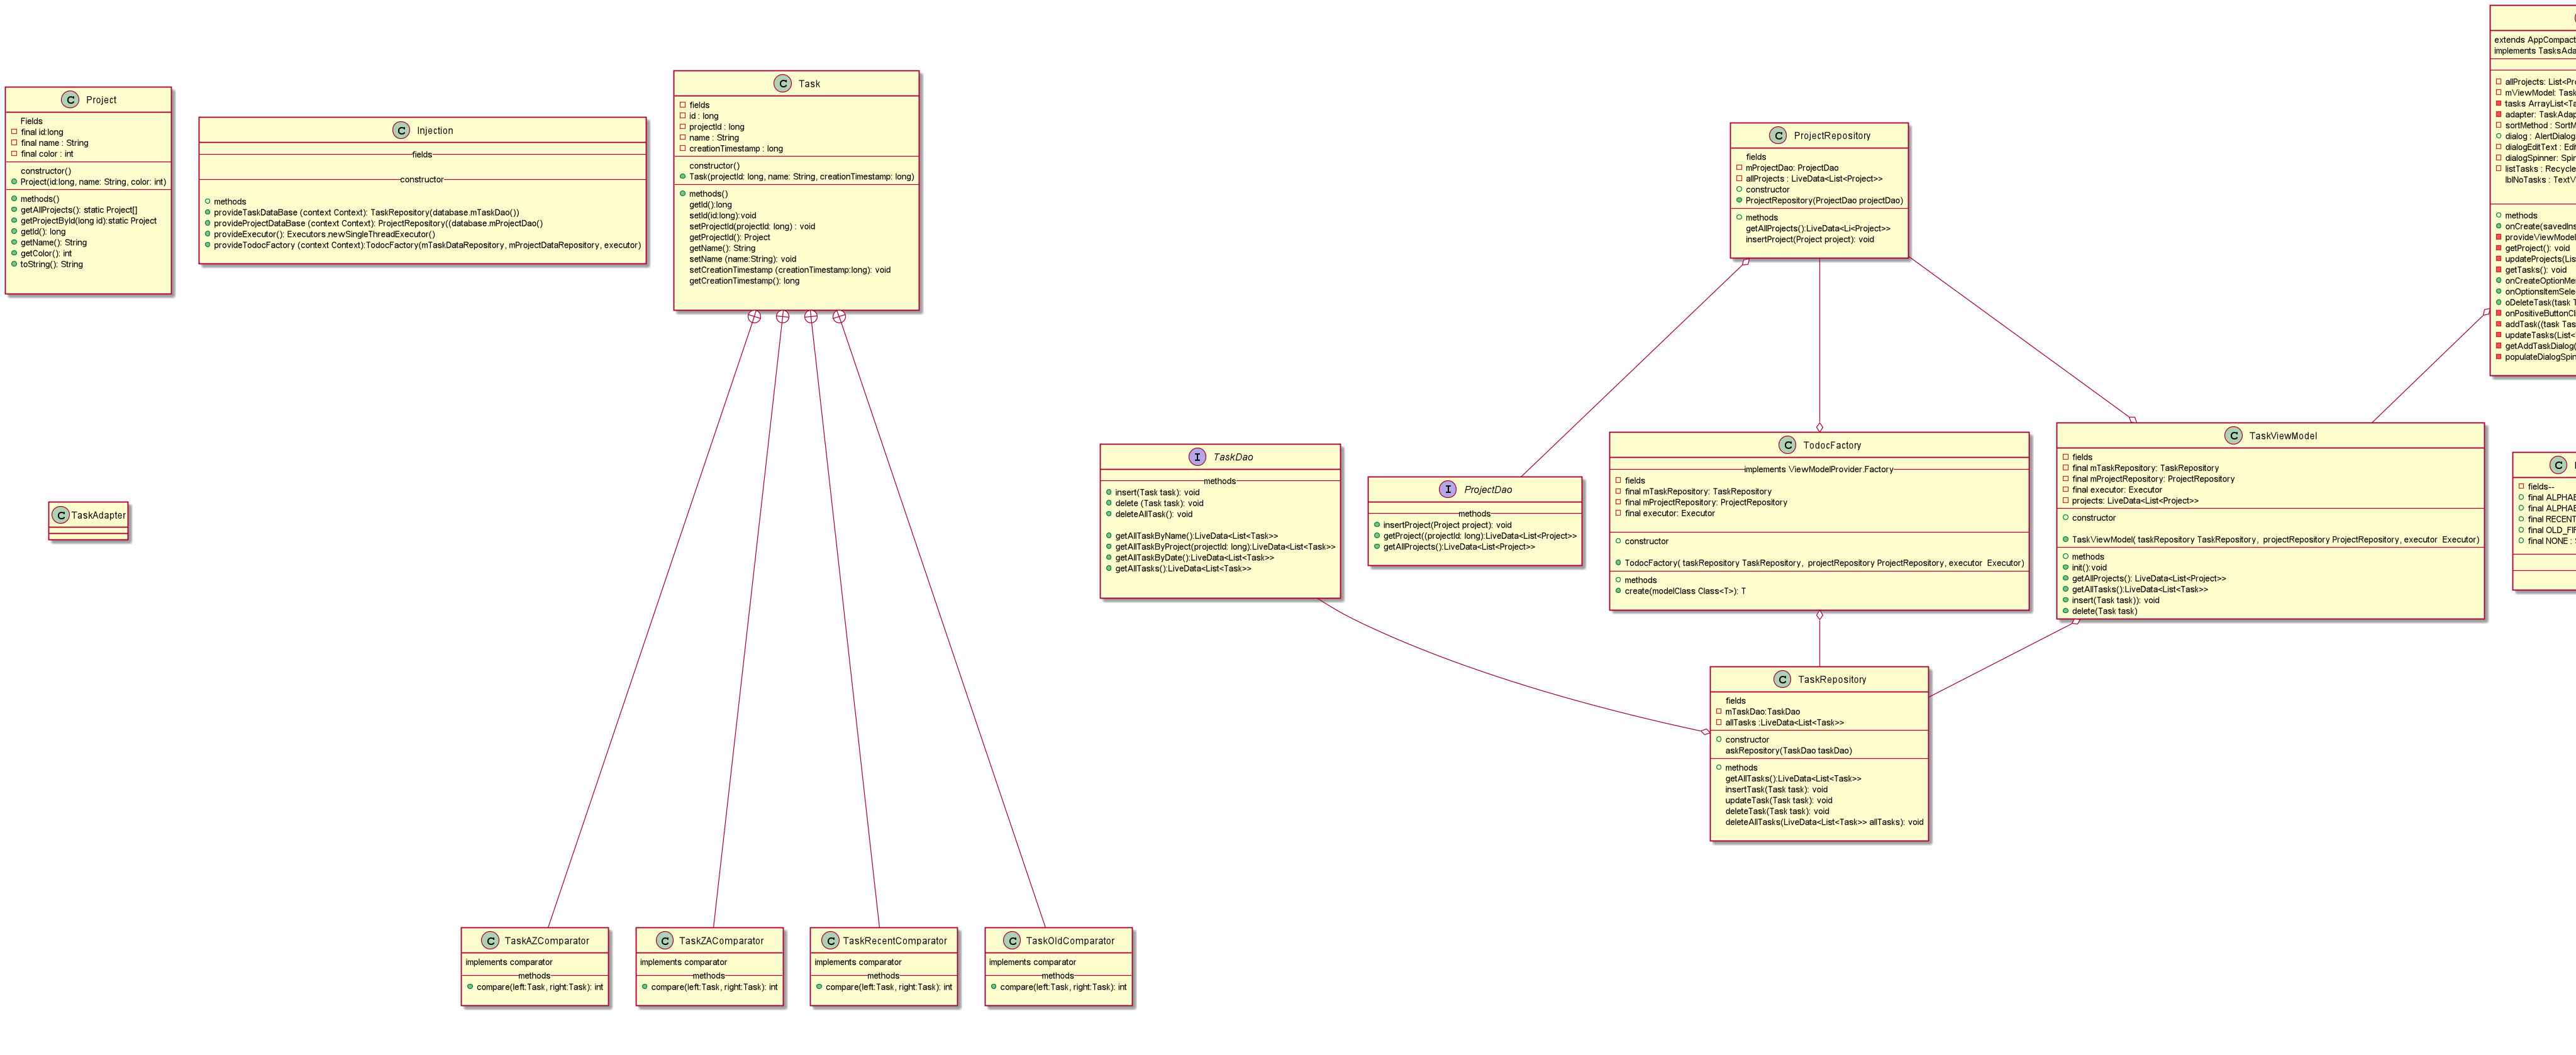 Project
Fields
final id:long
final name : String
final color : int
constructor()
Project(id:long, name: String, color: int)
methods()
getAllProjects(): static Project[]
getProjectById(long id):static Project
getId(): long
getName(): String
getColor(): int
toString(): String
Injection
fields
constructor
methods
provideTaskDataBase (context Context): TaskRepository(database.mTaskDao())
provideProjectDataBase (context Context): ProjectRepository((database.mProjectDao()
provideExecutor(): Executors.newSingleThreadExecutor()
provideTodocFactory (context Context):TodocFactory(mTaskDataRepository, mProjectDataRepository, executor)
Task
fields
id : long
projectId : long
name : String
creationTimestamp : long
constructor()
Task(projectId: long, name: String, creationTimestamp: long)
methods()
getId():long
setId(id:long):void
setProjectId(projectId: long) : void
getProjectId(): Project
getName(): String
setName (name:String): void
setCreationTimestamp (creationTimestamp:long): void
getCreationTimestamp(): long
ProjectRepository
fields
mProjectDao: ProjectDao
allProjects : LiveData<List<Project>>
constructor
ProjectRepository(ProjectDao projectDao)
methods
getAllProjects():LiveData<Li<Project>>
insertProject(Project project): void
extends AppCompact
implements TasksAda
allProjects: List<Pro
mViewModel: Task
tasks ArrayList<Ta
adapter: TaskAdap
sortMethod : SortM
dialog : AlertDialog
dialogEditText : Edit
dialogSpinner: Spin
listTasks : Recycle
lblNoTasks : TextV
methods
onCreate(savedIns
provideViewModel
getProject(): void
updateProjects(Lis
getTasks(): void
onCreateOptionMe
onOptionsItemSele
oDeleteTask(task T
onPositiveButtonCl
addTask((task Tas
updateTasks(List<
getAddTaskDialog(
populateDialogSpin
TaskAdapter
TaskDao
methods
insert(Task task): void
delete (Task task): void
deleteAllTask(): void
getAllTaskByName():LiveData<List<Task>>
getAllTaskByProject(projectId: long):LiveData<List<Task>>
getAllTaskByDate():LiveData<List<Task>>
getAllTasks():LiveData<List<Task>>
ProjectDao
methods
insertProject(Project project): void
getProject((projectId: long):LiveData<List<Project>>
getAllProjects():LiveData<List<Project>>
TodocFactory
implements ViewModelProvider.Factory
fields
final mTaskRepository: TaskRepository
final mProjectRepository: ProjectRepository
final executor: Executor
constructor
TodocFactory( taskRepository TaskRepository,  projectRepository ProjectRepository, executor  Executor)
methods
create(modelClass Class<T>): T
TaskViewModel
fields
final mTaskRepository: TaskRepository
final mProjectRepository: ProjectRepository
final executor: Executor
projects: LiveData<List<Project>>
constructor
TaskViewModel( taskRepository TaskRepository,  projectRepository ProjectRepository, executor  Executor)
methods
init():void
getAllProjects(): LiveData<List<Project>>
getAllTasks():LiveData<List<Task>>
insert(Task task)): void
delete(Task task)
fields--
final ALPHAB
final ALPHAB
final RECENT
final OLD_FIR
final NONE : S
TaskRepository
fields
mTaskDao:TaskDao
allTasks :LiveData<List<Task>>
constructor
askRepository(TaskDao taskDao)
methods
getAllTasks():LiveData<List<Task>>
insertTask(Task task): void
updateTask(Task task): void
deleteTask(Task task): void
deleteAllTasks(LiveData<List<Task>> allTasks): void
TaskAZComparator
implements comparator
methods
compare(left:Task, right:Task): int
TaskZAComparator
implements comparator
methods
compare(left:Task, right:Task): int
TaskRecentComparator
implements comparator
methods
compare(left:Task, right:Task): int
TaskOldComparator
implements comparator
methods
compare(left:Task, right:Task): int